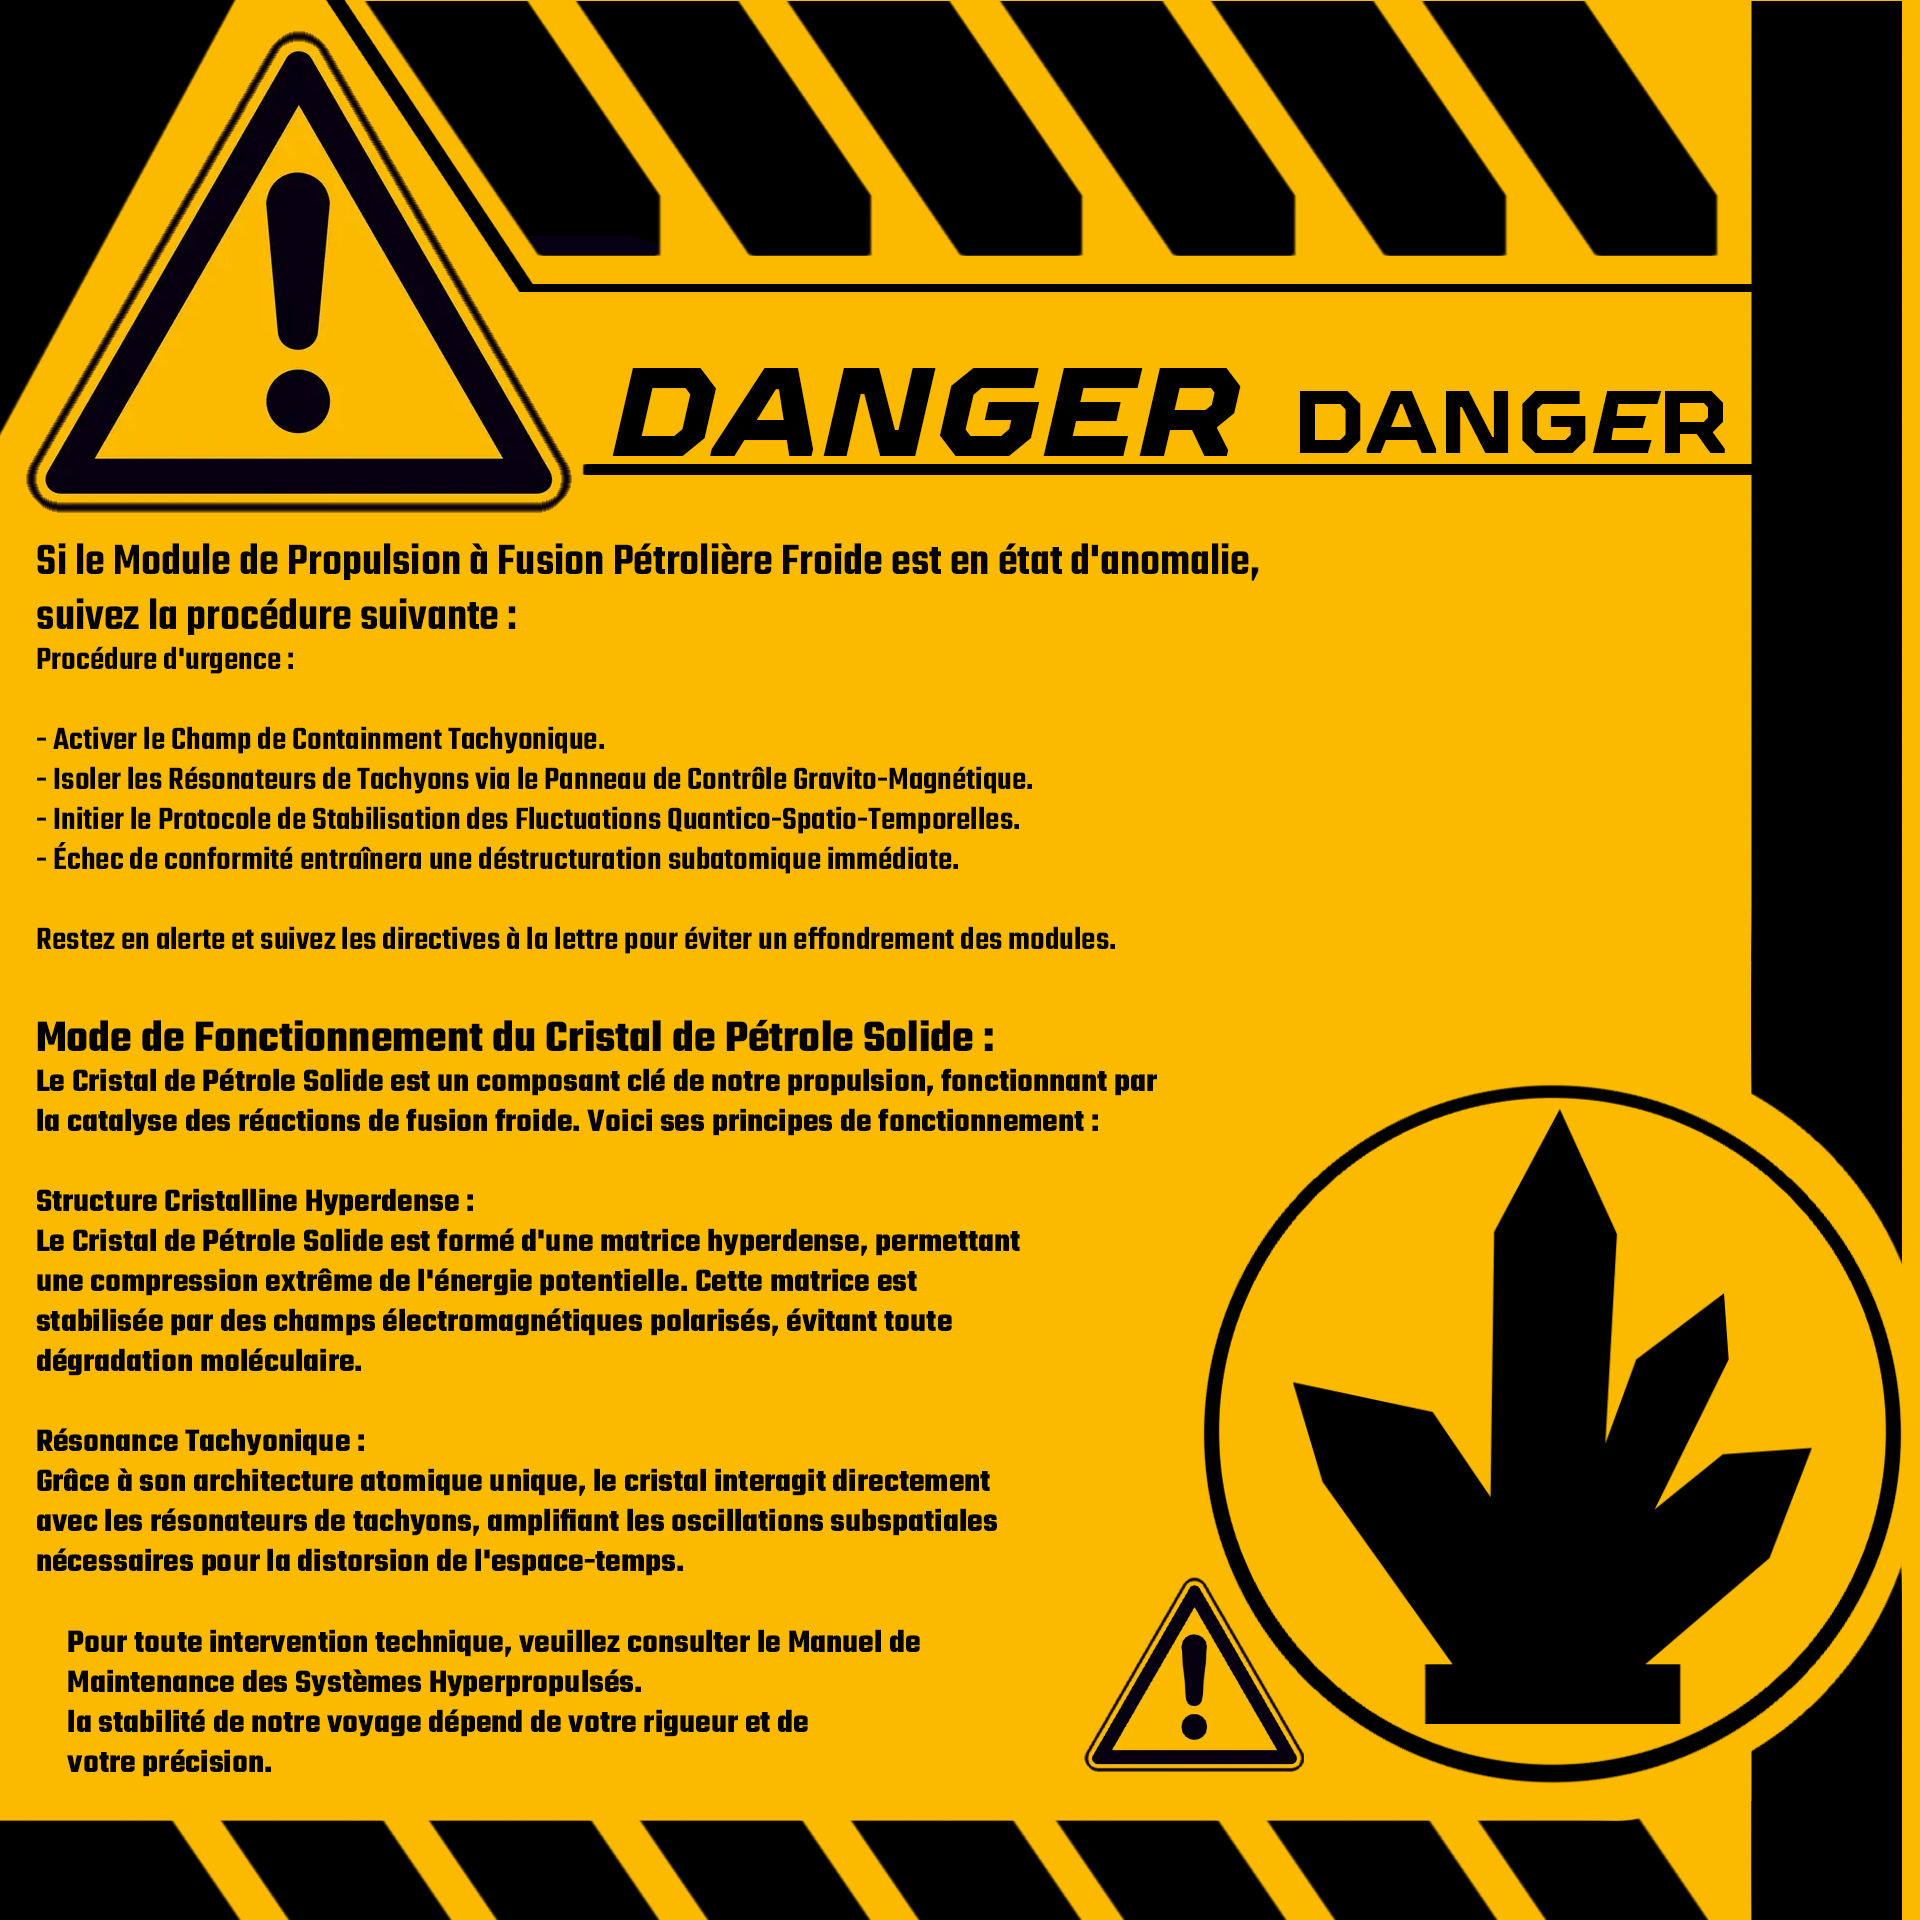 DANGER DANGER
Si le Module de Propulsion à Fusion Pétrolière Froide est en état d'anomalie,
suivez la procédure suivante :
Procédure d'urgence :
- Activer le Champ de Containment Tachyonique.
- Isoler les Résonateurs de Tachyons via le Panneau de Contrôle Gravito-Magnétique.
- Initier le Protocole de Stabilisation des Fluctuations Quantico-Spatio-Temporelles.
- Échec de conformité entraînera une déstructuration subatomique immédiate.
Restez en alerte et suivez les directives à la lettre pour éviter un effondrement des modules.
Mode de Fonctionnement du Cristal de Pétrole Solide :
Le Cristal de Pétrole Solide est un composant clé de notre propulsion, fonctionnant par
la catalyse des réactions de fusion froide. Voici ses principes de fonctionnement :
Structure Cristalline Hyperdense :
Le Cristal de Pétrole Solide est formé d'une matrice hyperdense, permettant
une compression extrême de l'énergie potentielle. Cette matrice est
stabilisée par des champs électromagnétiques polarisés, évitant toute
dégradation moléculaire.
Résonance Tachyonique :
Grâce à son architecture atomique unique, le cristal interagit directement
avec les résonateurs de tachyons, amplifiant les oscillations subspatiales
nécessaires pour la distorsion de l'espace-temps.
Pour toute intervention technique, veuillez consulter le Manuel de
Maintenance des Systèmes Hyperpropulsés.
la stabilité de notre voyage dépend de votre rigueur et de
votre précision.